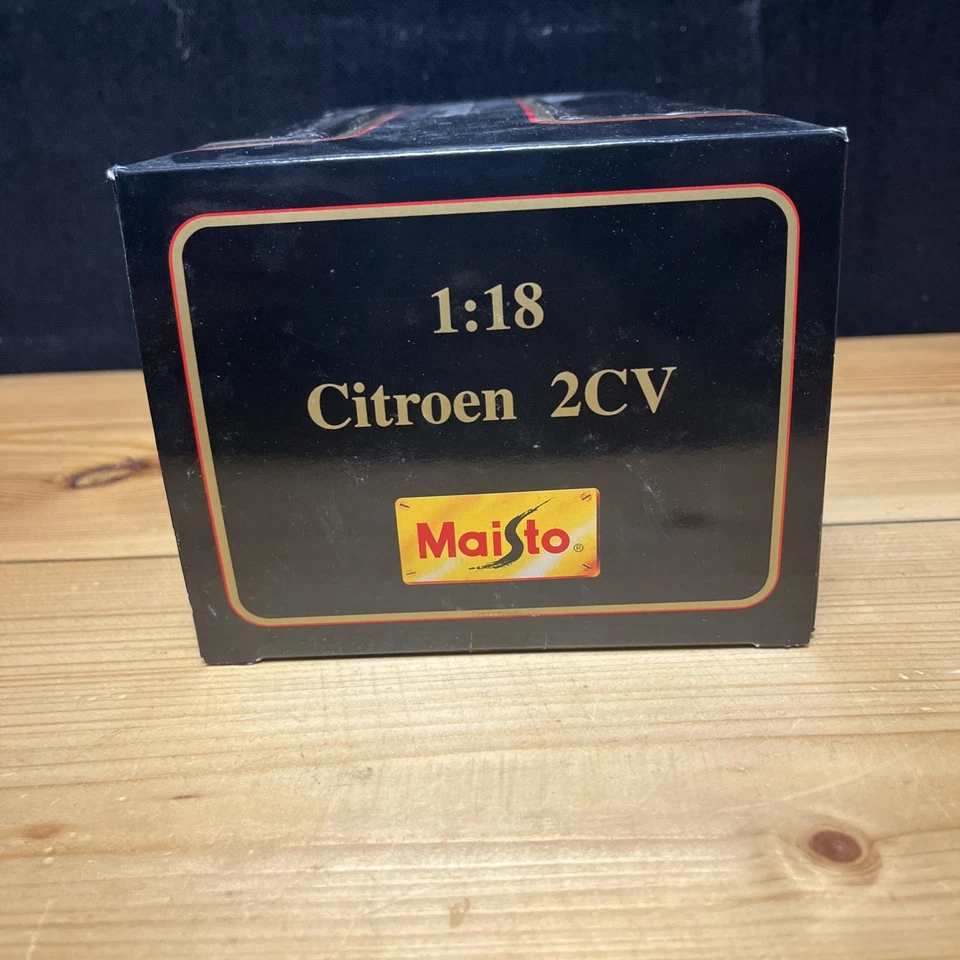 1:18
Citroen 2CV
Maisto ®